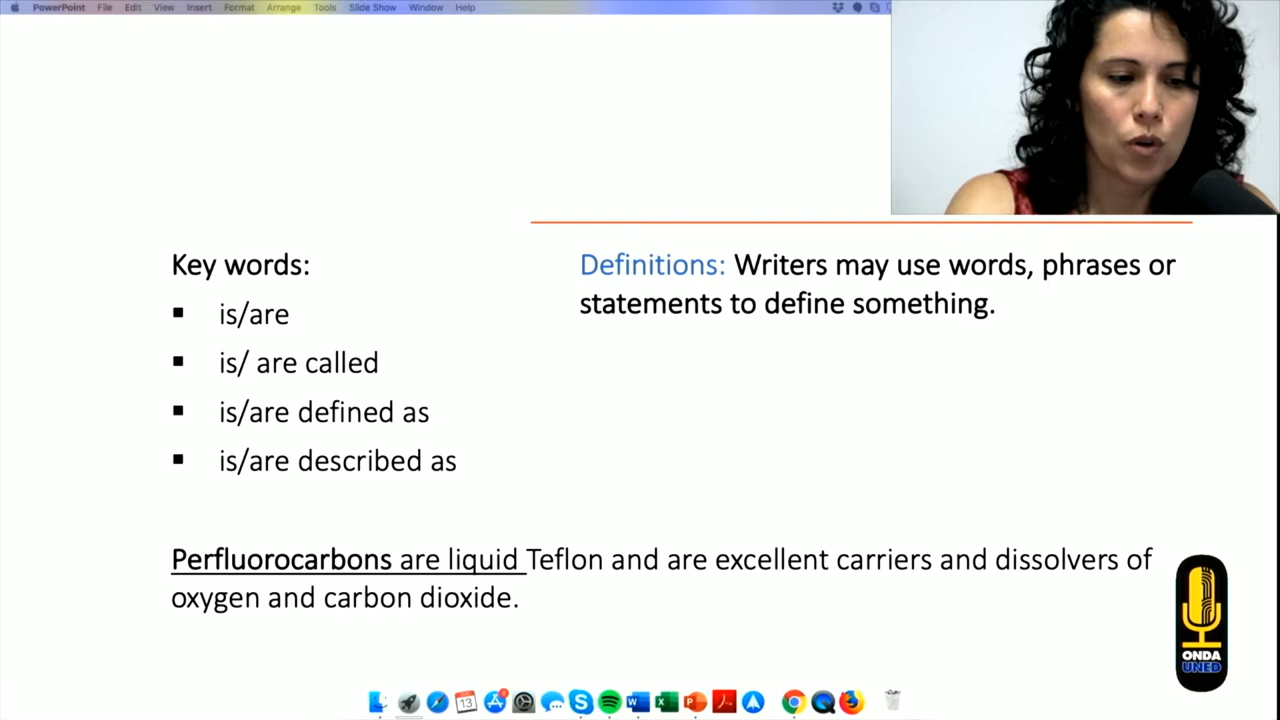 PowerPoint File Edit View Insert Format Arrange Tools Slide Show Window Help
Key words:
▪ is/are
▪ is/ are called
▪ is/are defined as
▪ is/are described as
Definitions: Writers may use words, phrases or
statements to define something.
Perfluorocarbons are liquid Teflon and are excellent carriers and dissolvers of
oxygen and carbon dioxide.
ONDA
UNED
13